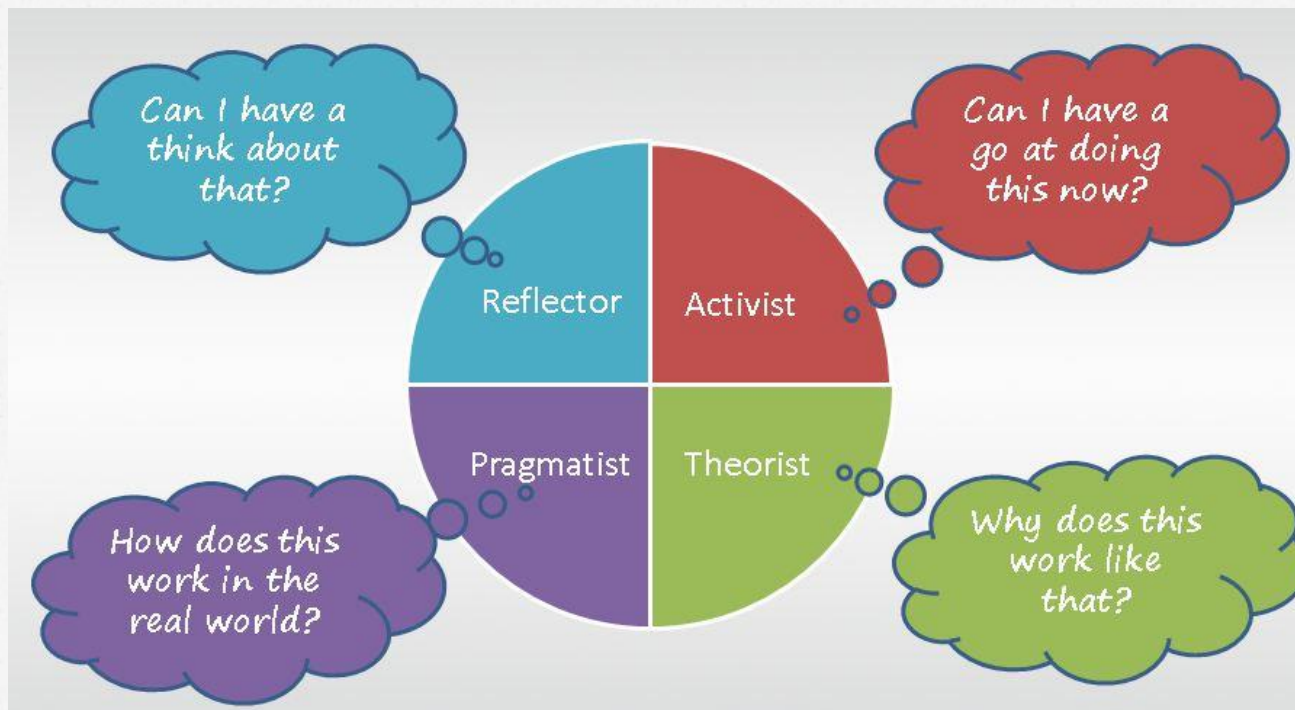 Can I have a
think about
that?
Can I have a
go at doing
this now?
Reflector
Activist
Pragmatist
Theorist
How does this
work in the
real world?
Why does this
work like
that?